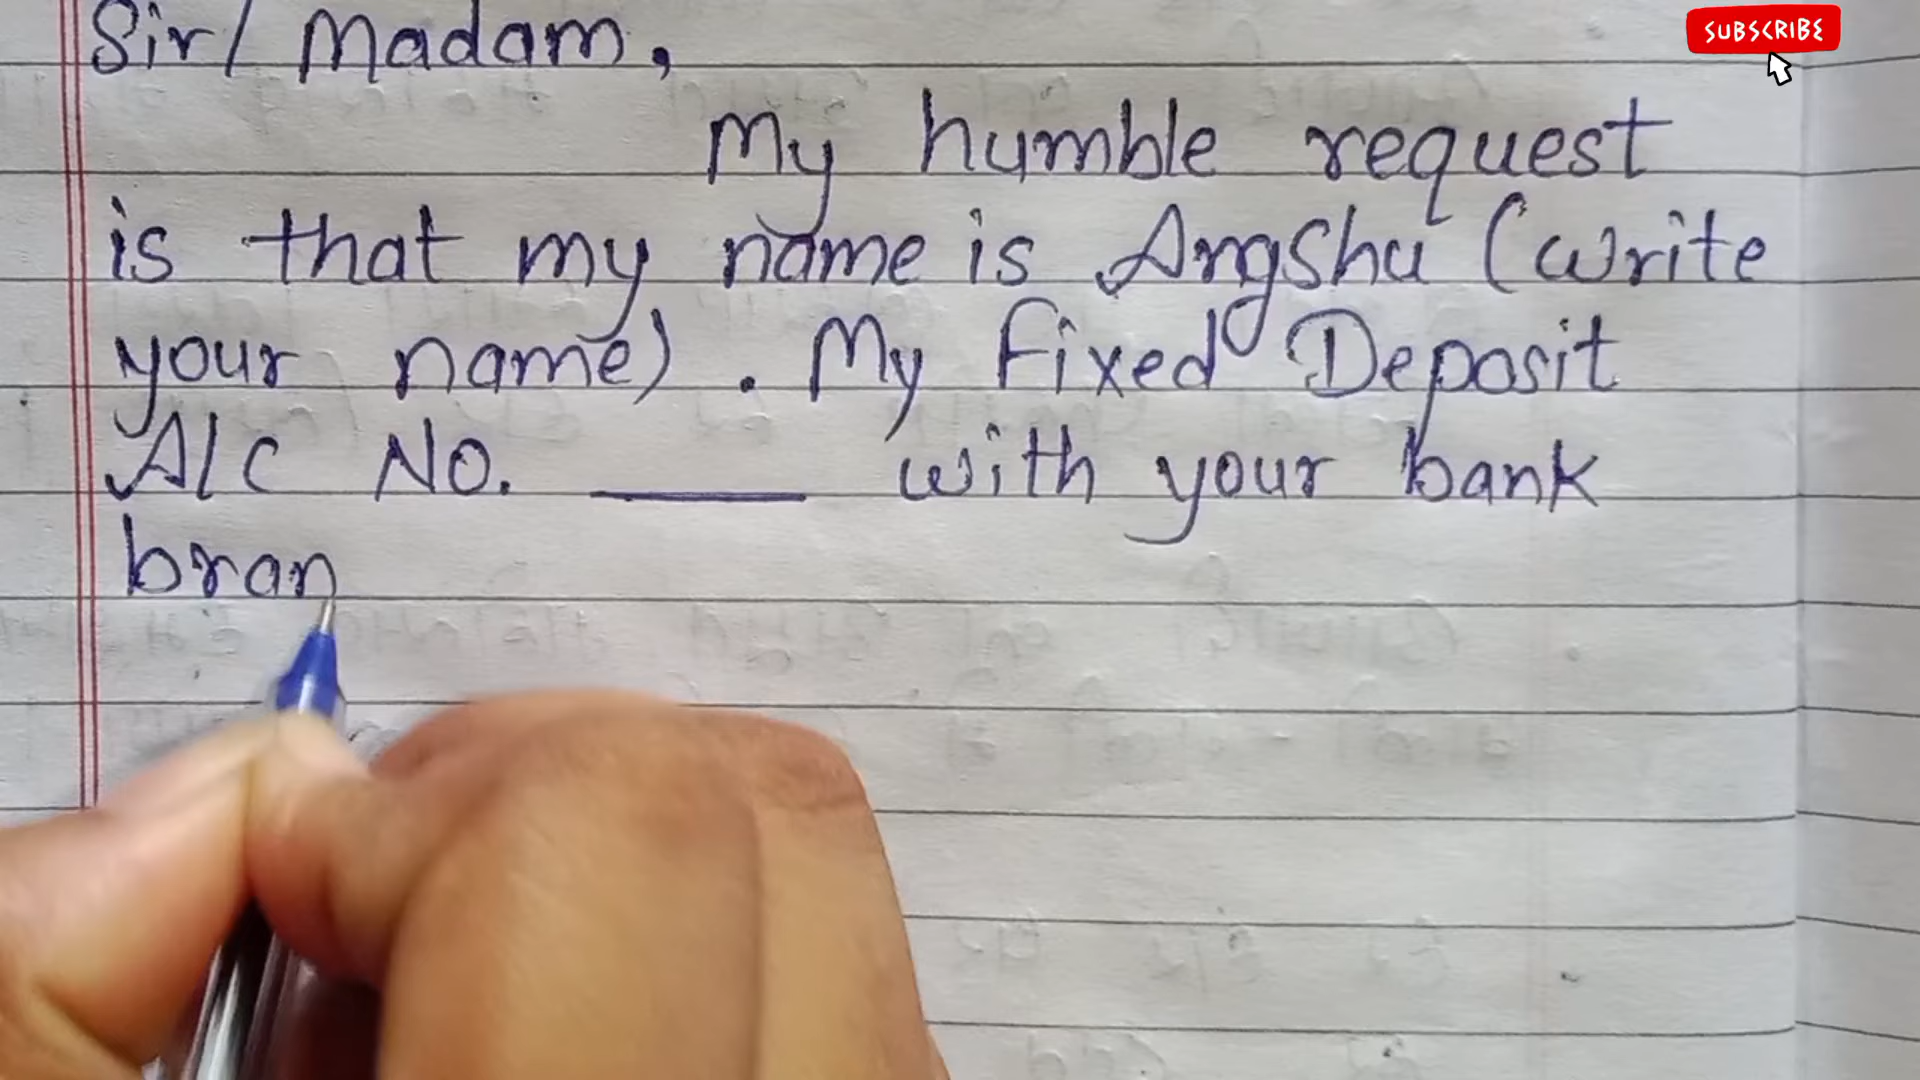 SUBSCRIBE
Sir/ Madam,
My humble request
is that my name is Angshu (write
your name). My Fixed Deposit
A/C No. ____ with your bank
bran